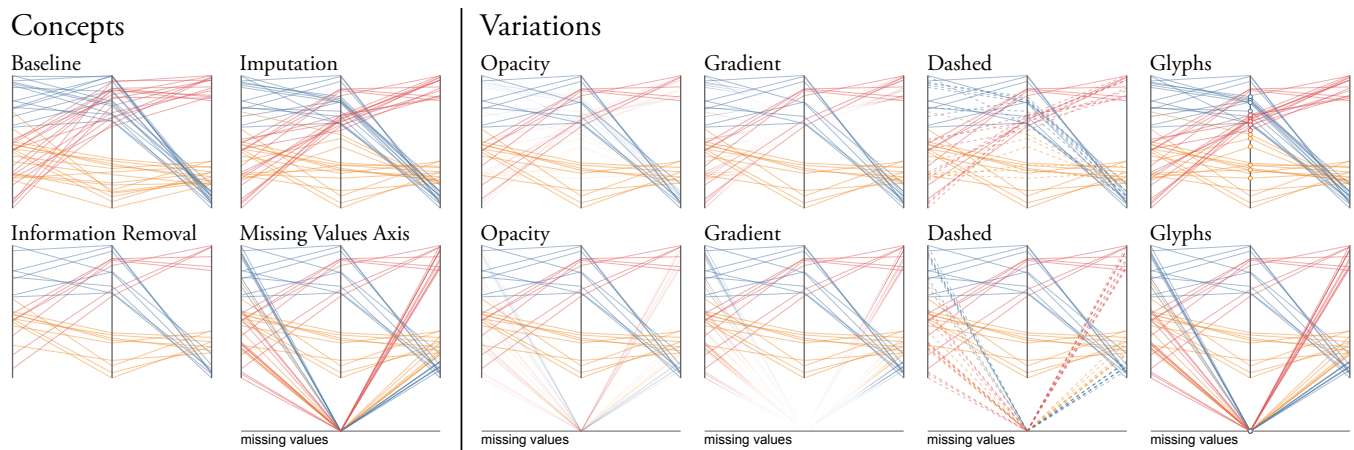 Concepts
Variations
Baseline
Imputation
Opacity
Gradient
Dashed
Glyphs
Information Removal
Missing Values Axis
Opacity
Gradient
Dashed
Glyphs
missing values
missing values
missing values
missing values
missing values